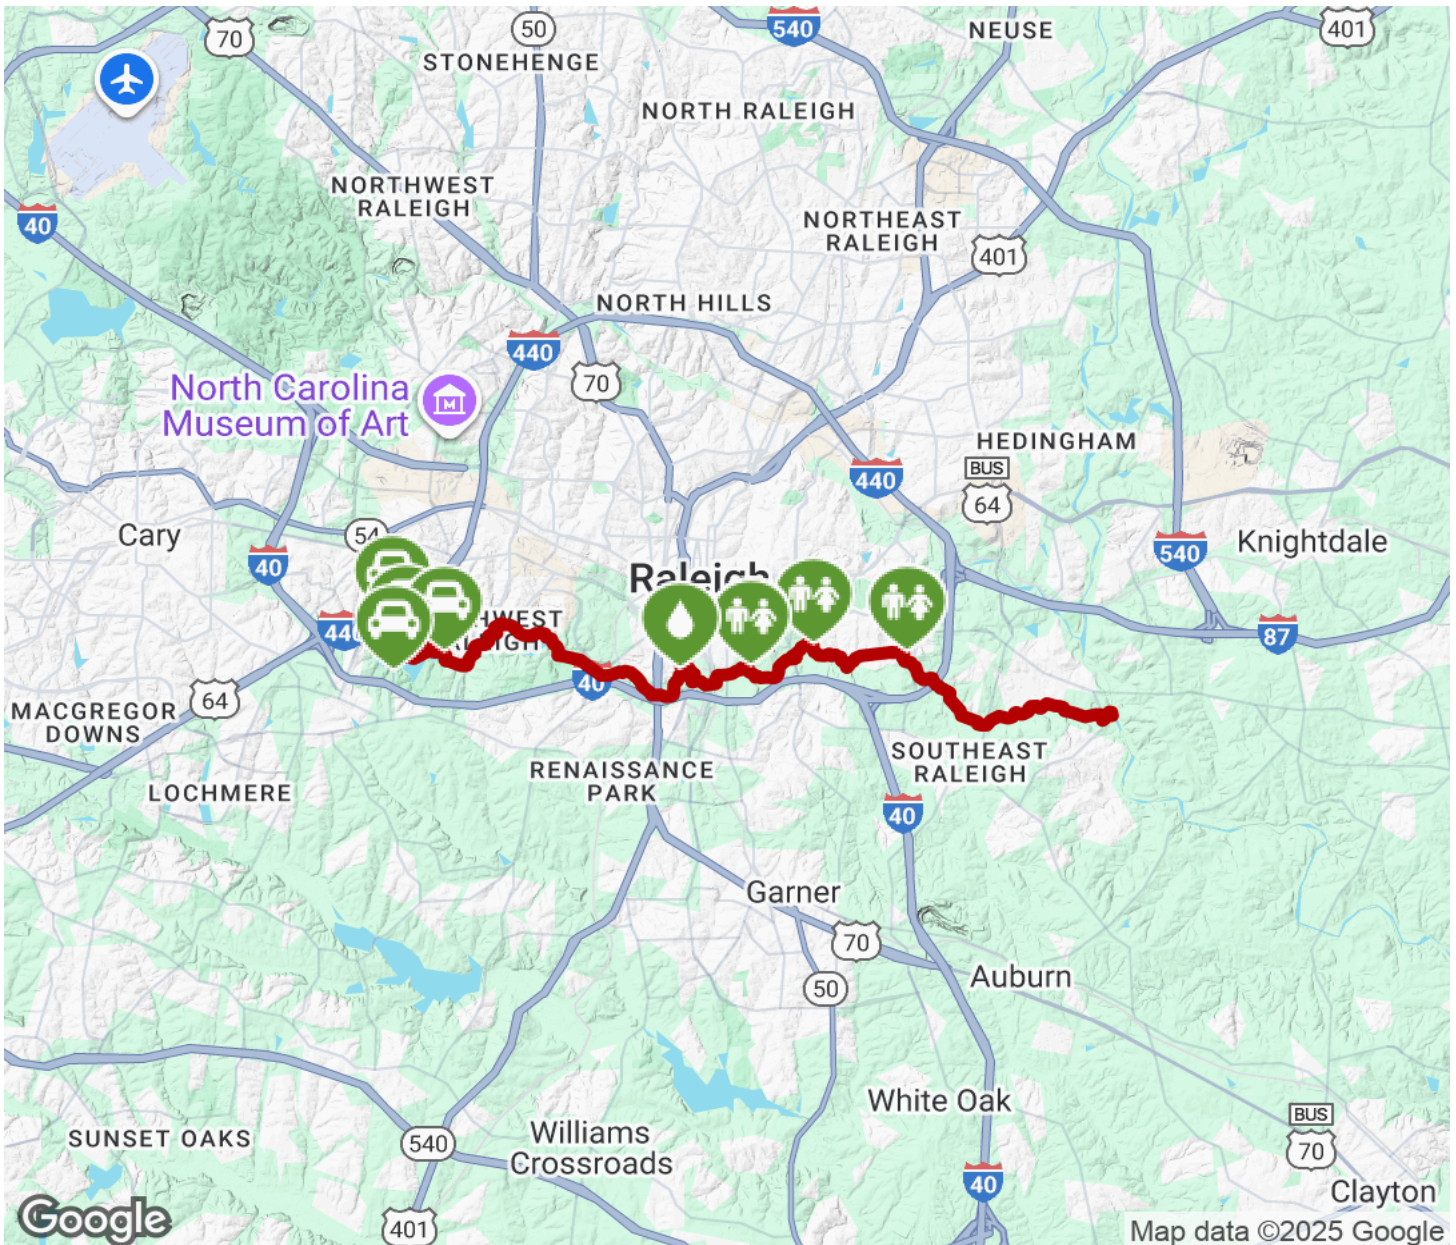 70
50
STONEHENGE
540
NEUSE
401
NORTH RALEIGH
NORTHWEST
RALEIGH
40
NORTHEAST
RALEIGH
401
NORTH HILLS
440
70
North Carolina
Museum of Art
M
HEDINGHAM
BUS
64
440
Cary
54
40
Raleigh
540
Knightdale
440
HWEST
LEIGH
87
64
40
MACGREGOR
DOWNS
LOCHMERE
RENAISSANCE
PARK
SOUTHEAST
RALEIGH
40
Garner
70
Auburn
50
White Oak
SUNSET OAKS
540
Williams
Crossroads
BUS
70
40
Clayton
401
Google
Map data ©2025 Google